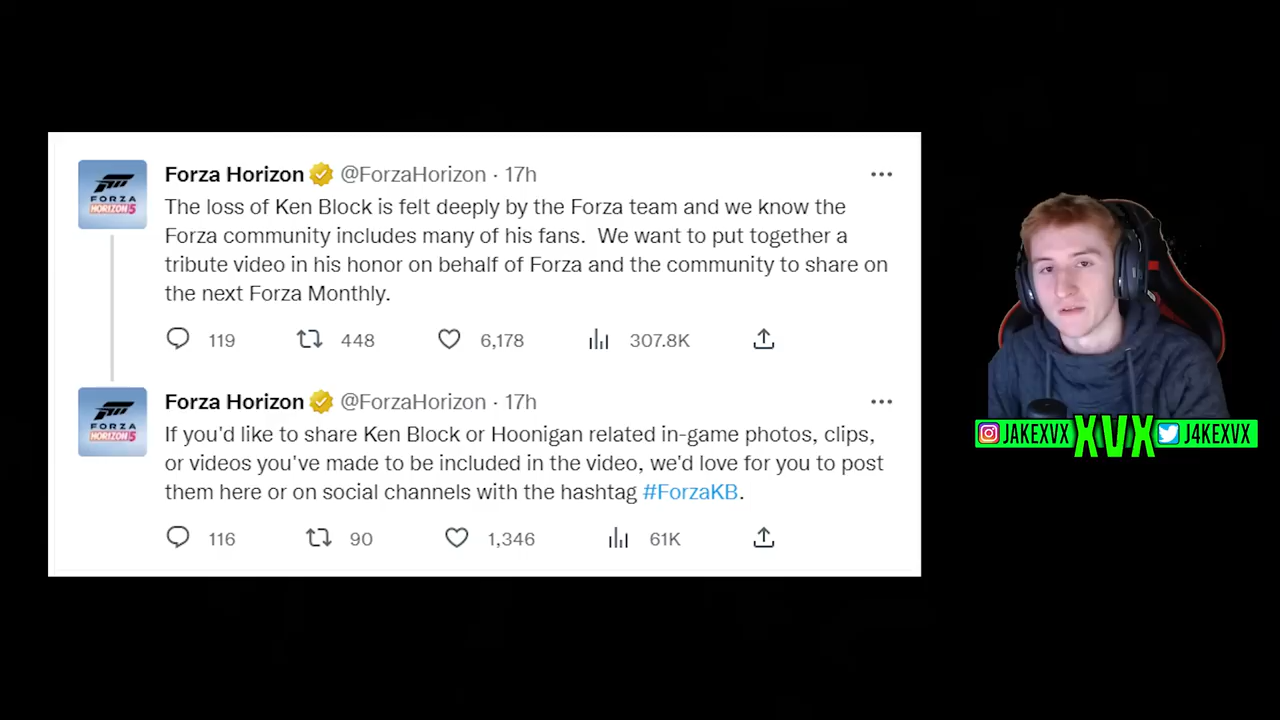 Forza Horizon @ForzaHorizon · 17h
The loss of Ken Block is felt deeply by the Forza team and we know the
Forza community includes many of his fans.  We want to put together a
tribute video in his honor on behalf of Forza and the community to share on
the next Forza Monthly.
119 448 6,178 307.8K
FORZA
HORIZON 5
Forza Horizon @ForzaHorizon · 17h
If you'd like to share Ken Block or Hoonigan related in-game photos, clips,
or videos you've made to be included in the video, we'd love for you to post
them here or on social channels with the hashtag #ForzaKB.
116 90 1,346 61K
FORZA
HORIZON 5
JAKEXVX XVX J4KEXVX